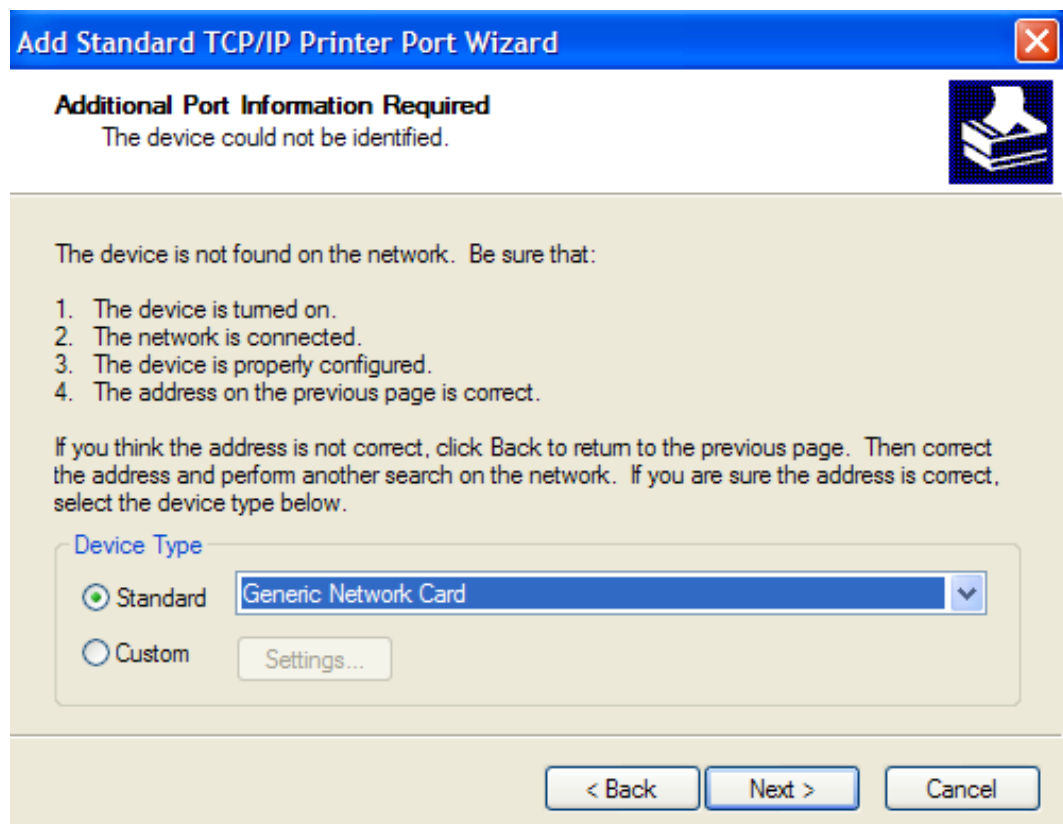 Add Standard TCP/IP Printer Port Wizard
Additional Port Information Required
The device could not be identified.
The device is not found on the network. Be sure that:
1. The device is turned on.
2. The network is connected.
3. The device is properly configured.
4. The address on the previous page is correct.
If you think the address is not correct, click Back to return to the previous page. Then correct
the address and perform another search on the network. If you are sure the address is correct,
select the device type below.
Device Type
Standard Generic Network Card
Custom Settings...
< Back Next > Cancel